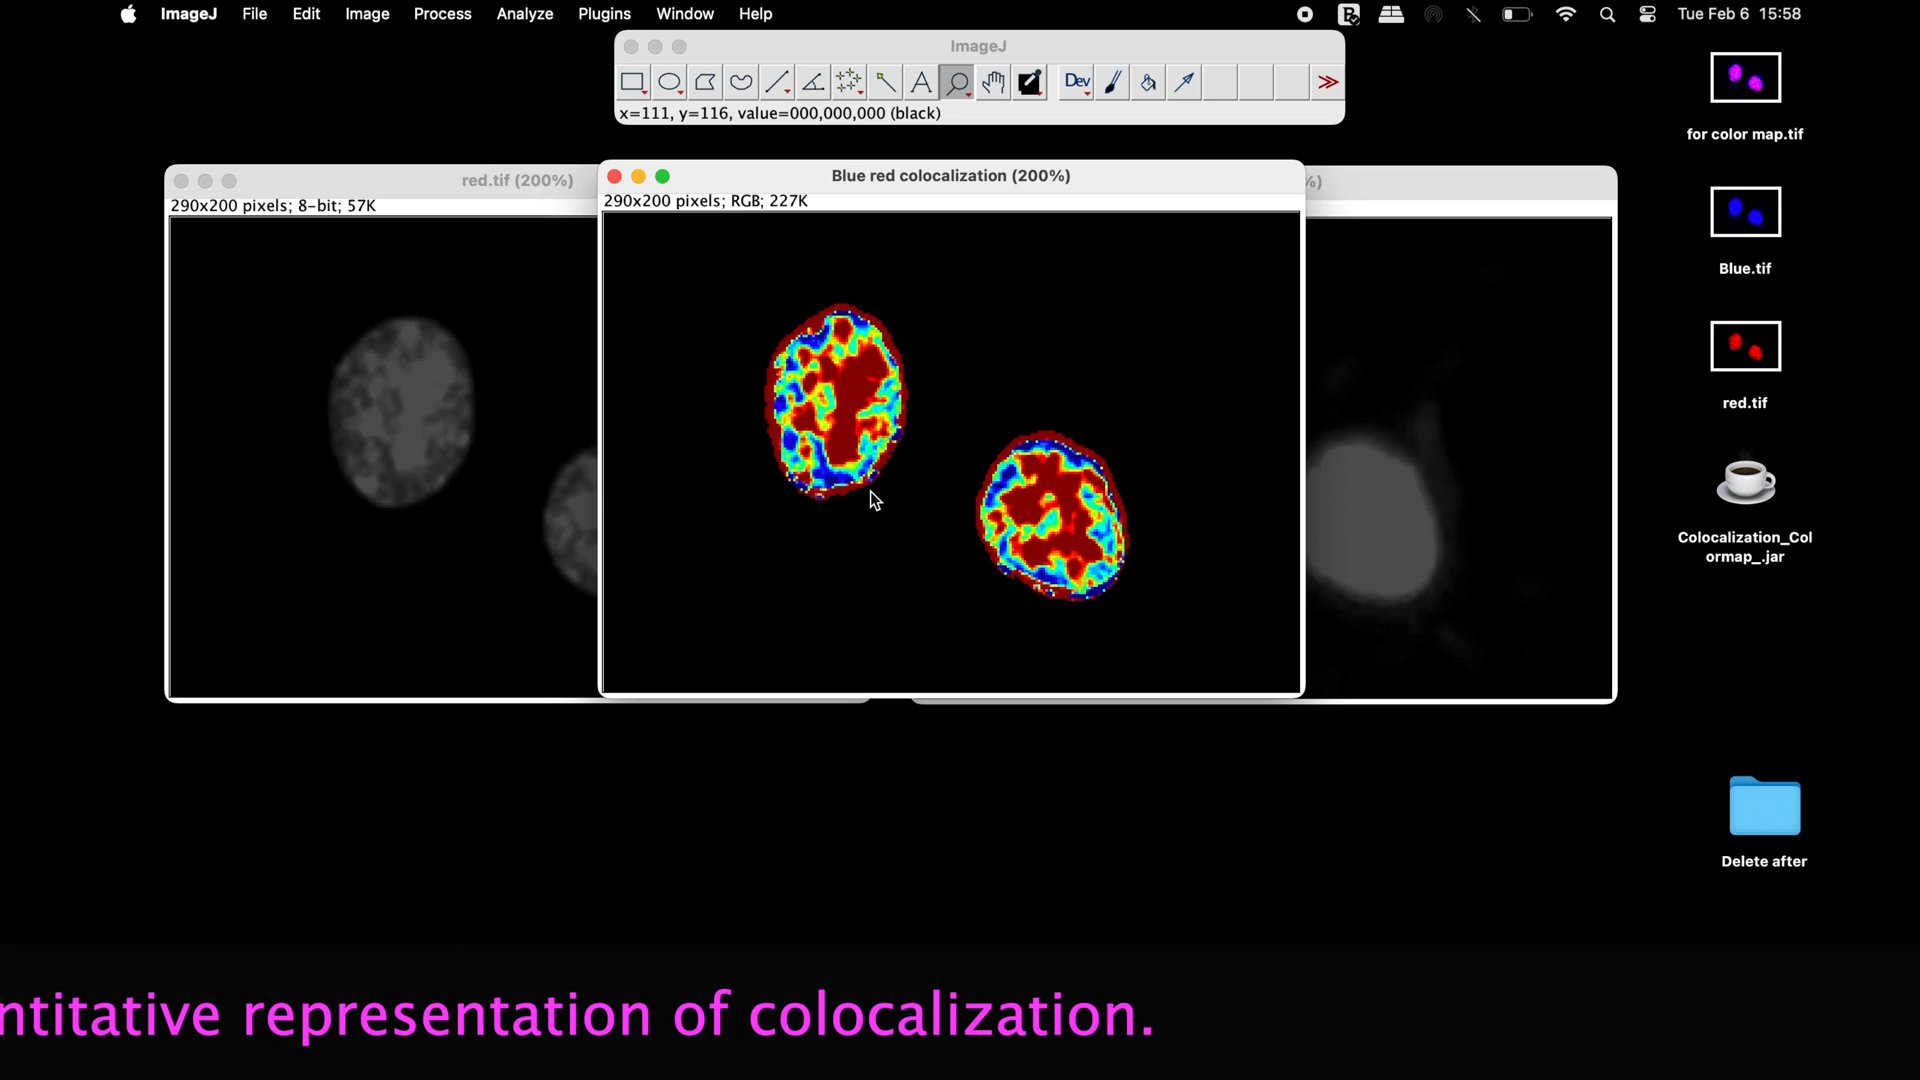 ImageJ File Edit Image Process Analyze Plugins Window Help Tue Feb 6 15:58
ImageJ
Dev
x=111, y=116, value=000,000,000 (black)
red.tif (200%)
290x200 pixels; 8-bit; 57K
Blue red colocalization (200%)
290x200 pixels; RGB; 227K
%)
for color map.tif
Blue.tif
red.tif
Colocalization_Col
ormap_.jar
Delete after
ntitative representation of colocalization.